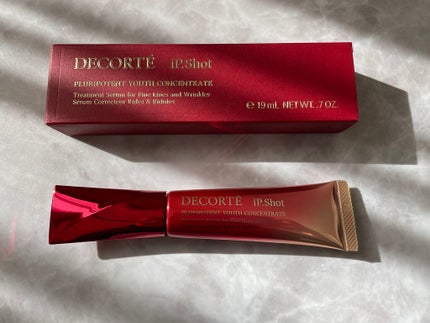 DECORTÉ iP.Shot
PLURIPOTENT YOUTH CONCENTRATE
Treatment Serum for Fine Lines and Wrinkles
Sérum Correcteur Rides & Ridules
℮ 19 mL NET WT. .7 OZ.
DECORTÉ iP.Shot
PLURIPOTENT YOUTH CONCENTRATE